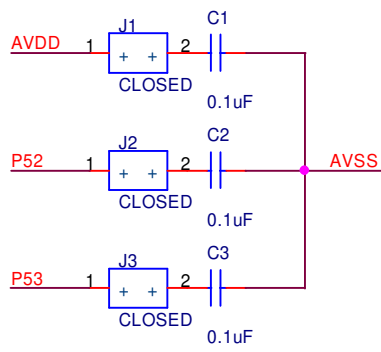 J1 C1
AVDD 1 2
CLOSED
0.1uF
J2 C2
P52 1 2 AVSS
CLOSED
0.1uF
J3 C3
P53 1 2
CLOSED
0.1uF